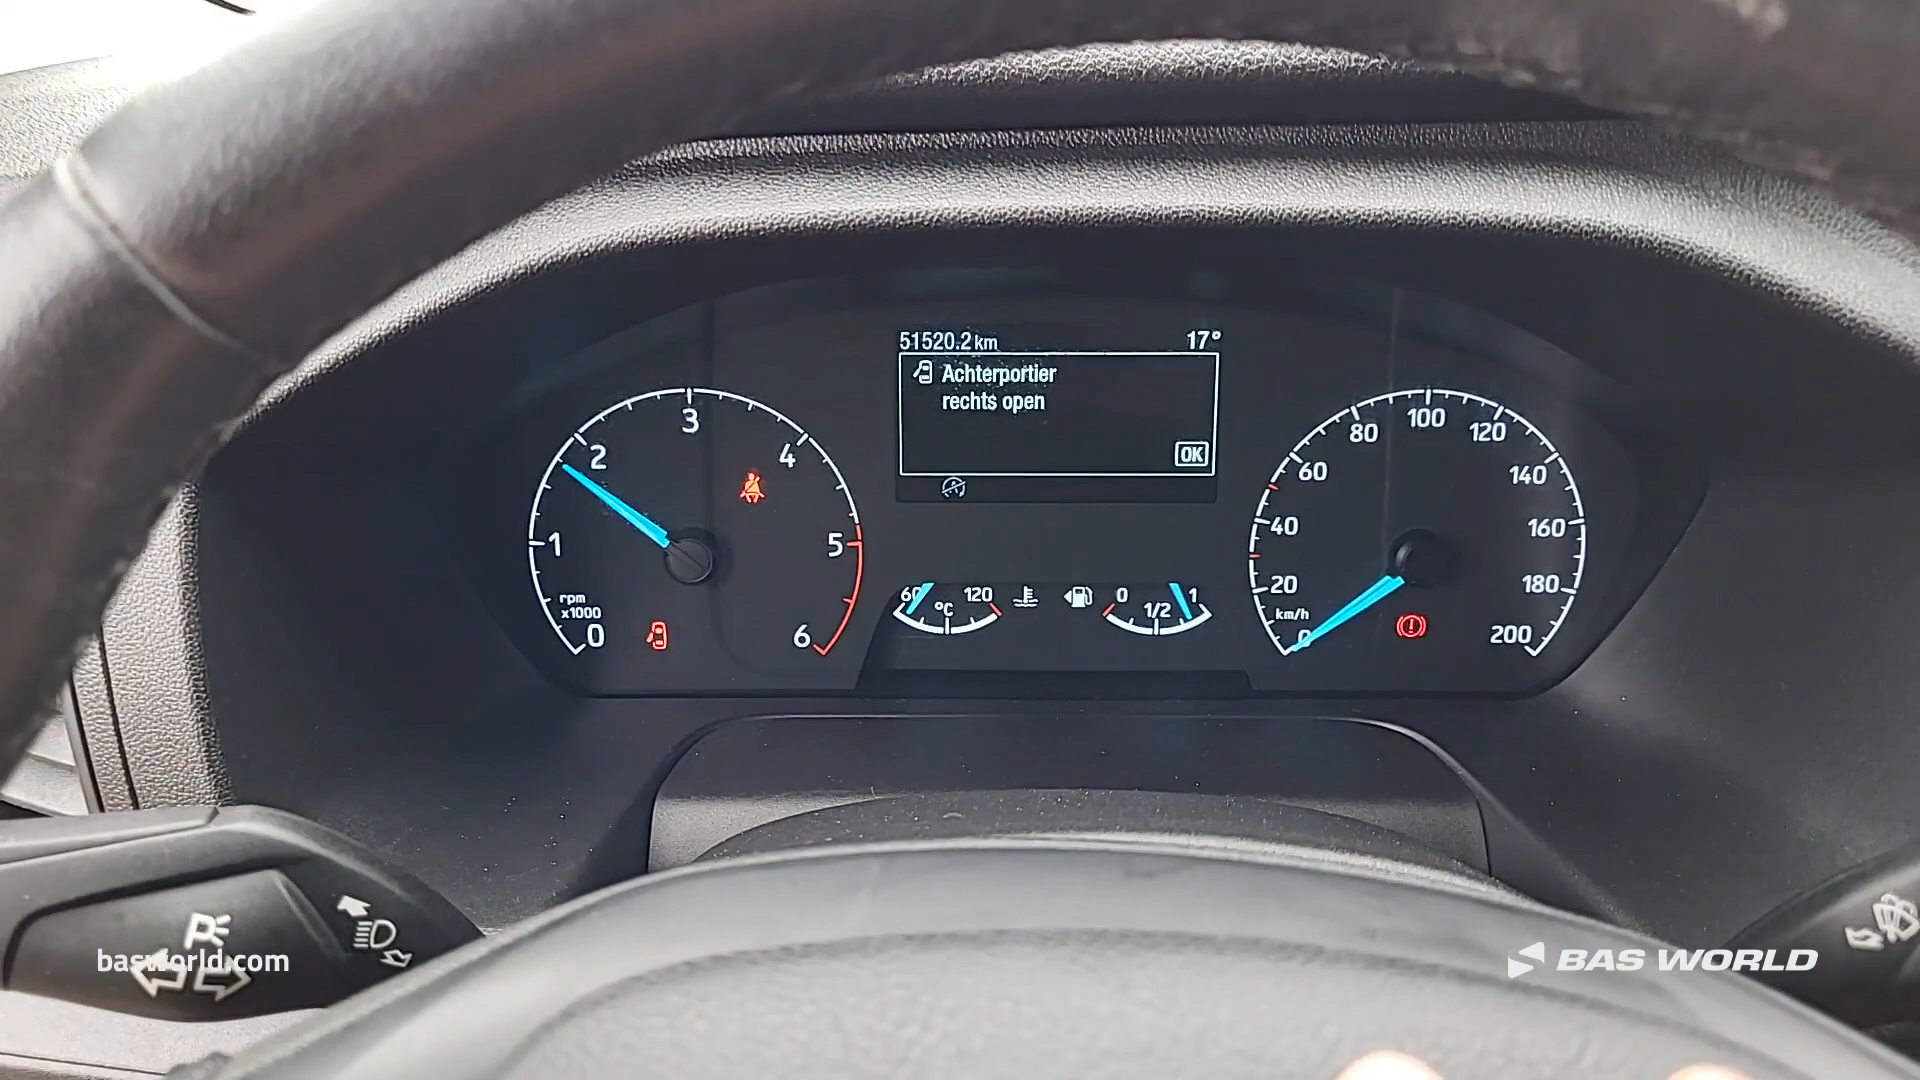 51520.2 km 17°
Achterportier
rechts open
OK
0 1 2 3 4 5 6
rpm
x1000
60 °C 120
0 1/2 1
0 20 40 60 80 100 120 140 160 180 200
km/h
basworld.com
BAS WORLD